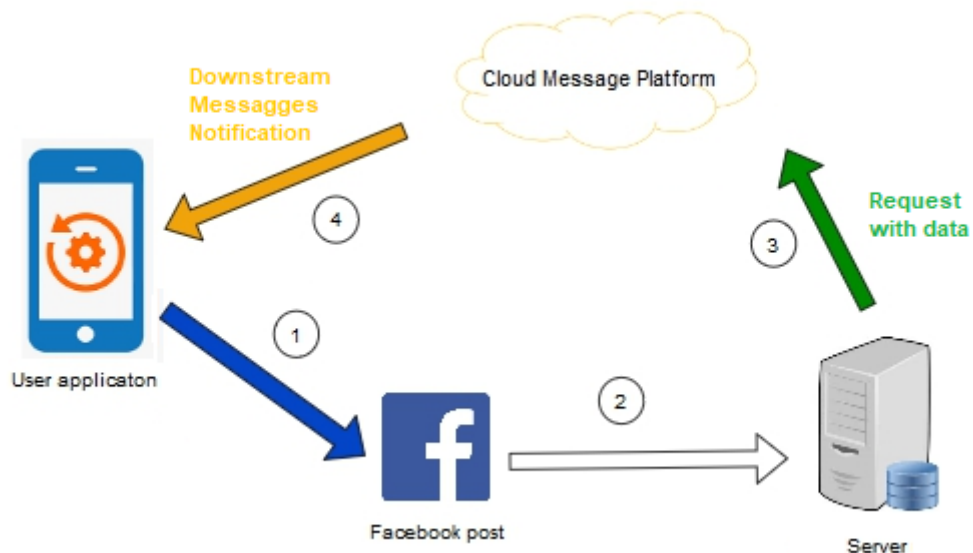 Cloud Message Platform
Downstream
Messagges
Notification
4
3
Request
with data
1
User applicaton
2
f
Facebook post
Server